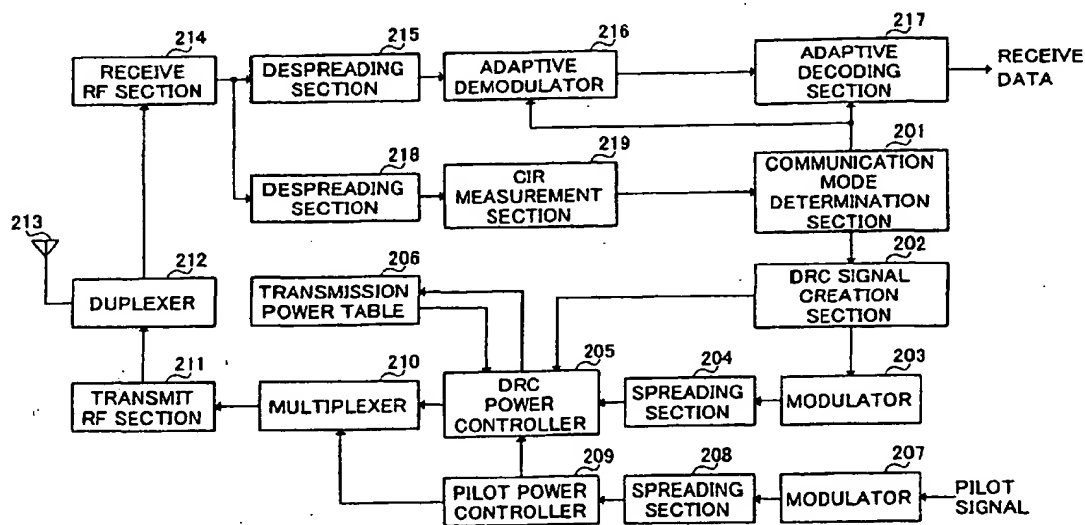 214
RECEIVE
RF SECTION
215
DESPREADING
SECTION
216
ADAPTIVE
DEMODULATOR
217
ADAPTIVE
DECODING
SECTION
RECEIVE
DATA
218
DESPREADING
SECTION
219
CIR
MEASUREMENT
SECTION
201
COMMUNICATION
MODE
DETERMINATION
SECTION
213
212
DUPLEXER
206
TRANSMISSION
POWER TABLE
202
DRC SIGNAL
CREATION
SECTION
211
TRANSMIT
RF SECTION
210
MULTIPLEXER
205
DRC
POWER
CONTROLLER
204
SPREADING
SECTION
203
MODULATOR
209
PILOT POWER
CONTROLLER
208
SPREADING
SECTION
207
MODULATOR
PILOT
SIGNAL